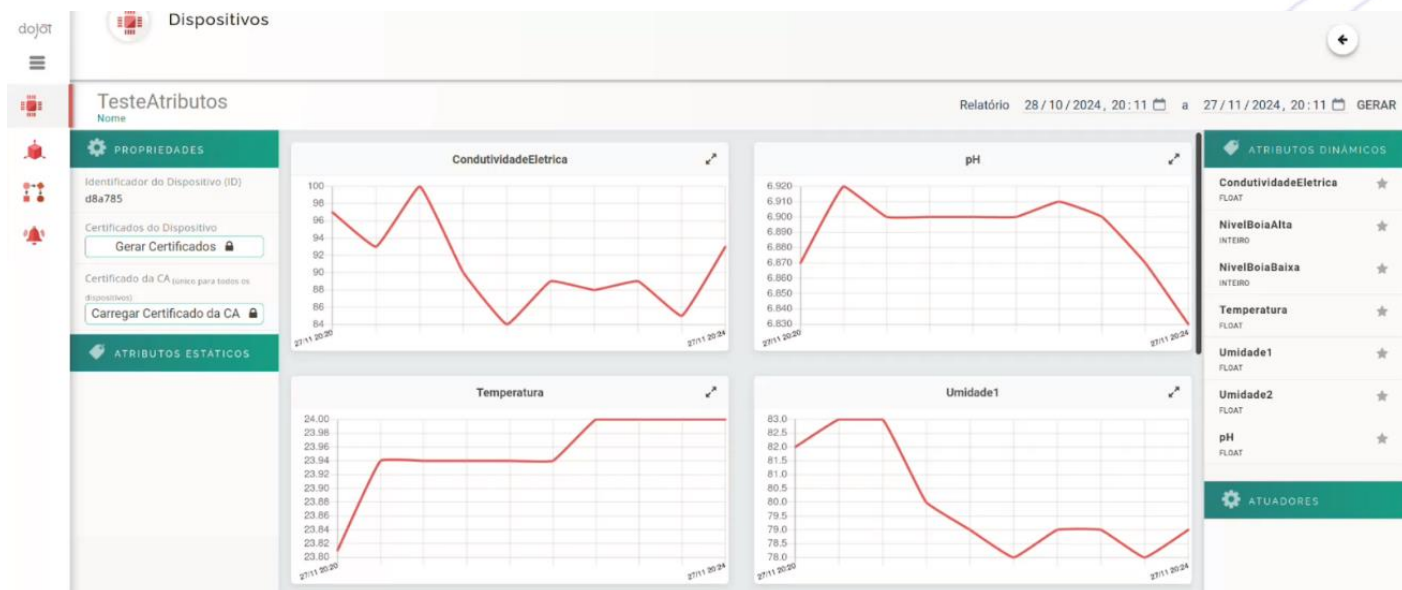 dojot
Dispositivos
TesteAtributos
Nome
Relatório 28/10/2024, 20:11 a 27/11/2024, 20:11 GERAR
PROPRIEDADES
Identificador do Dispositivo (ID)
d8a785
Certificados do Dispositivo
Gerar Certificados
Certificado da CA (único para todos os
dispositivos)
Carregar Certificado da CA
ATRIBUTOS ESTÁTICOS
CondutividadeEletrica
100
98
96
94
92
90
88
86
84
27/11 20:20
27/11 20:24
pH
6.920
6.910
6.900
6.890
6.880
6.870
6.860
6.850
6.840
6.830
27/11 20:20
27/11 20:24
Temperatura
24.00
23.98
23.96
23.94
23.92
23.90
23.88
23.86
23.84
23.82
23.80
27/11 20:20
27/11 20:24
Umidade1
83.0
82.5
82.0
81.5
81.0
80.5
80.0
79.5
79.0
78.5
78.0
27/11 20:20
27/11 20:24
ATRIBUTOS DINÂMICOS
CondutividadeEletrica
FLOAT
NivelBoiaAlta
INTEIRO
NivelBoiaBaixa
INTEIRO
Temperatura
FLOAT
Umidade1
FLOAT
Umidade2
FLOAT
pH
FLOAT
ATUADORES